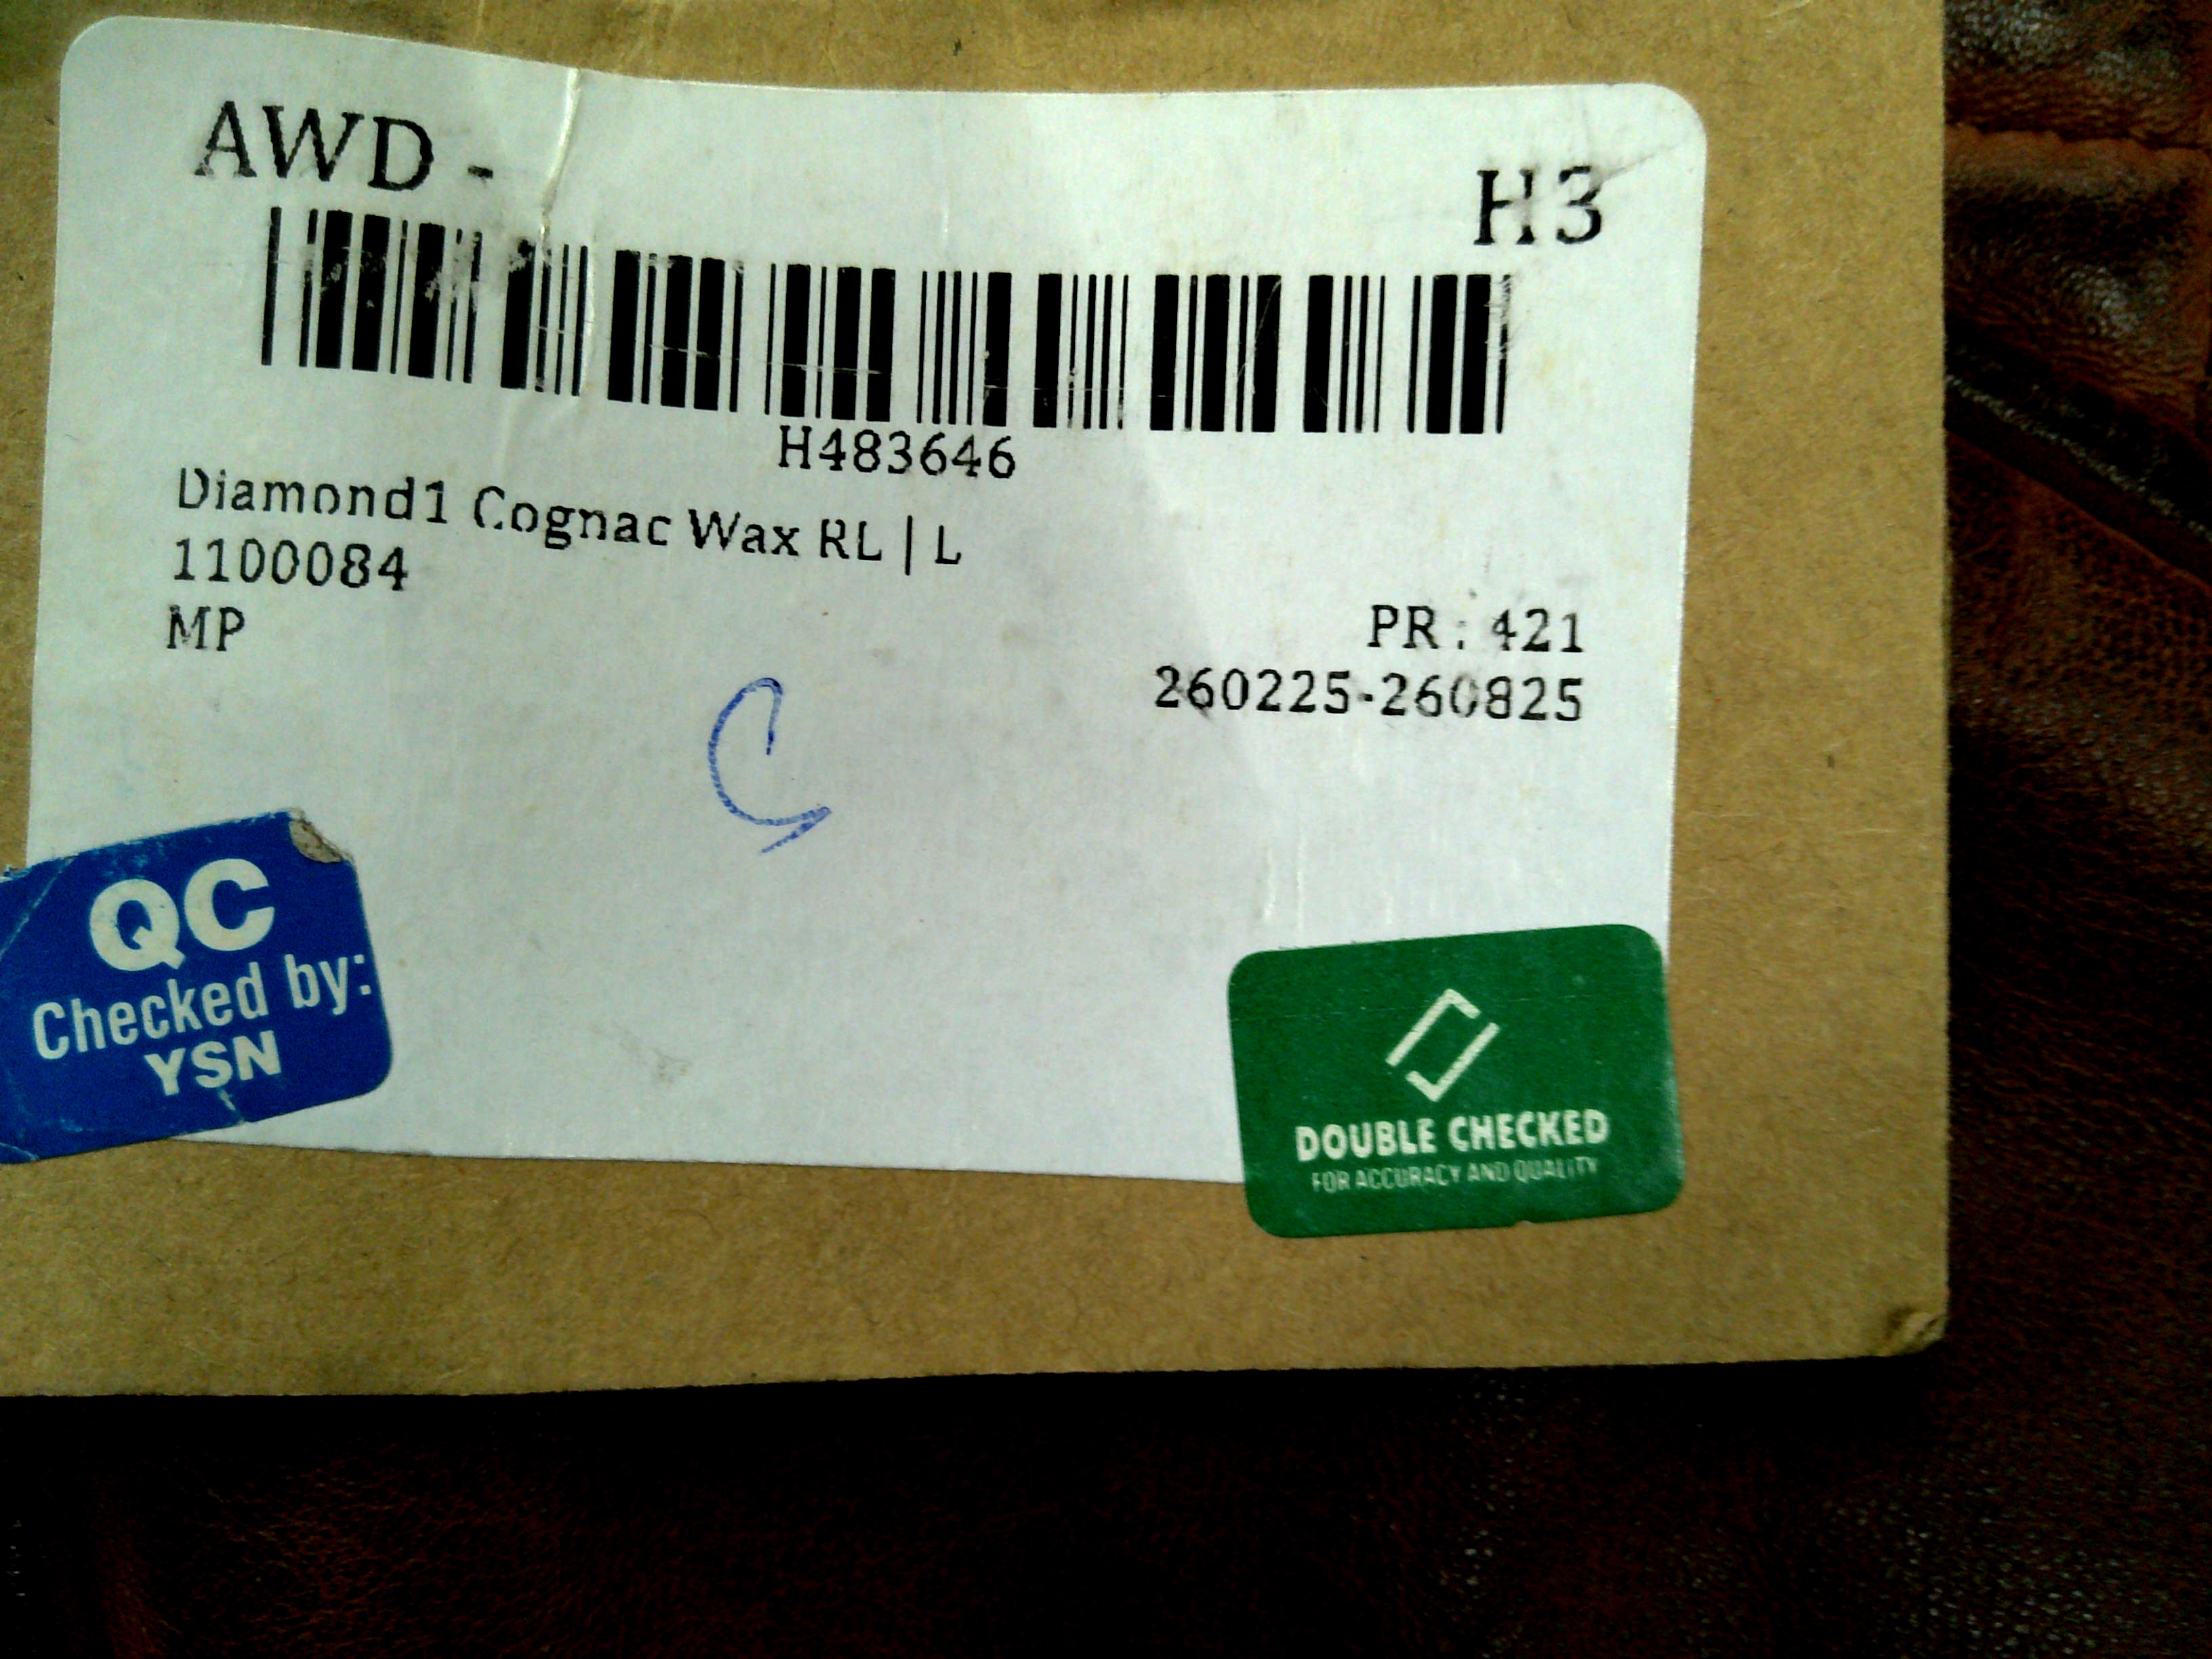 AWD -
H3
H483646
Diamond1 Cognac Wax RL | L
1100084
MP
PR: 421
260225-260825
C
QC
Checked by:
YSN
DOUBLE CHECKED
FOR ACCURACY AND QUALITY